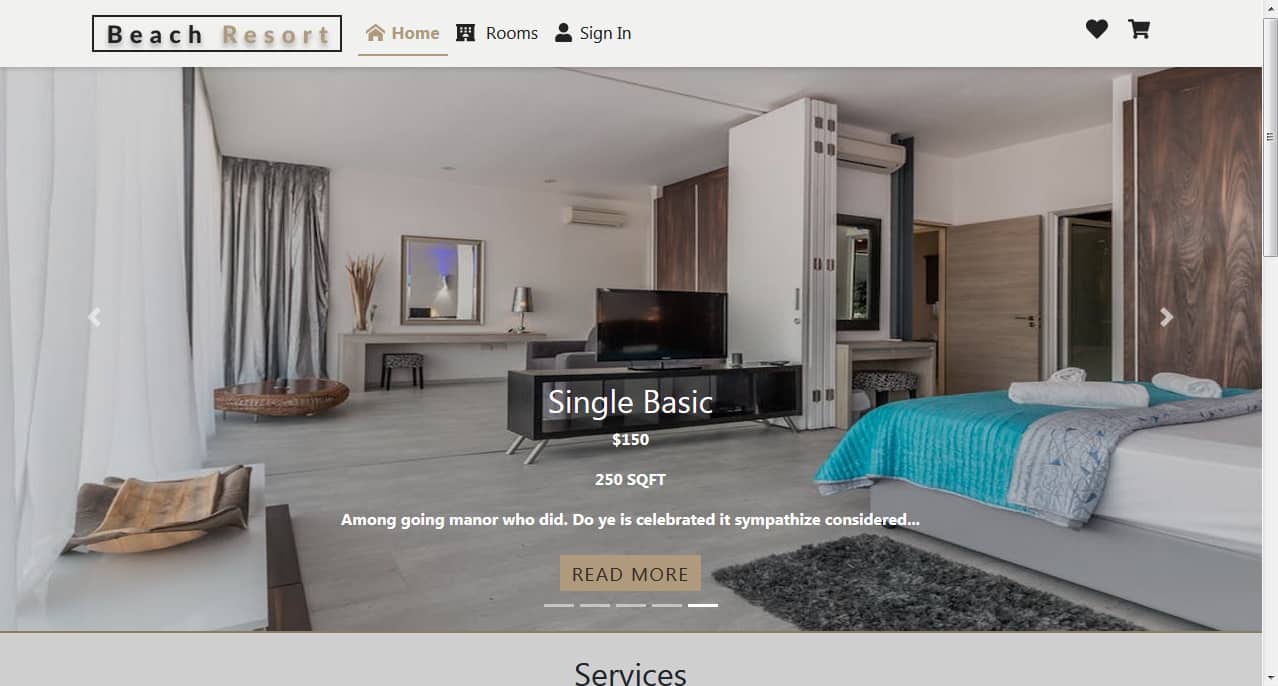 Beach Resort
Home
Rooms
Sign In
Single Basic
$150
250 SQFT
Among going manor who did. Do ye is celebrated it sympathize considered...
READ MORE
Services